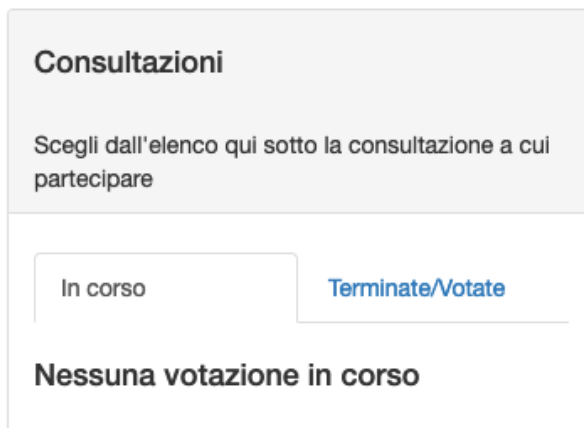 Consultazioni
Scegli dall'elenco qui sotto la consultazione a cui
partecipare
In corso
Terminate/Votate
Nessuna votazione in corso